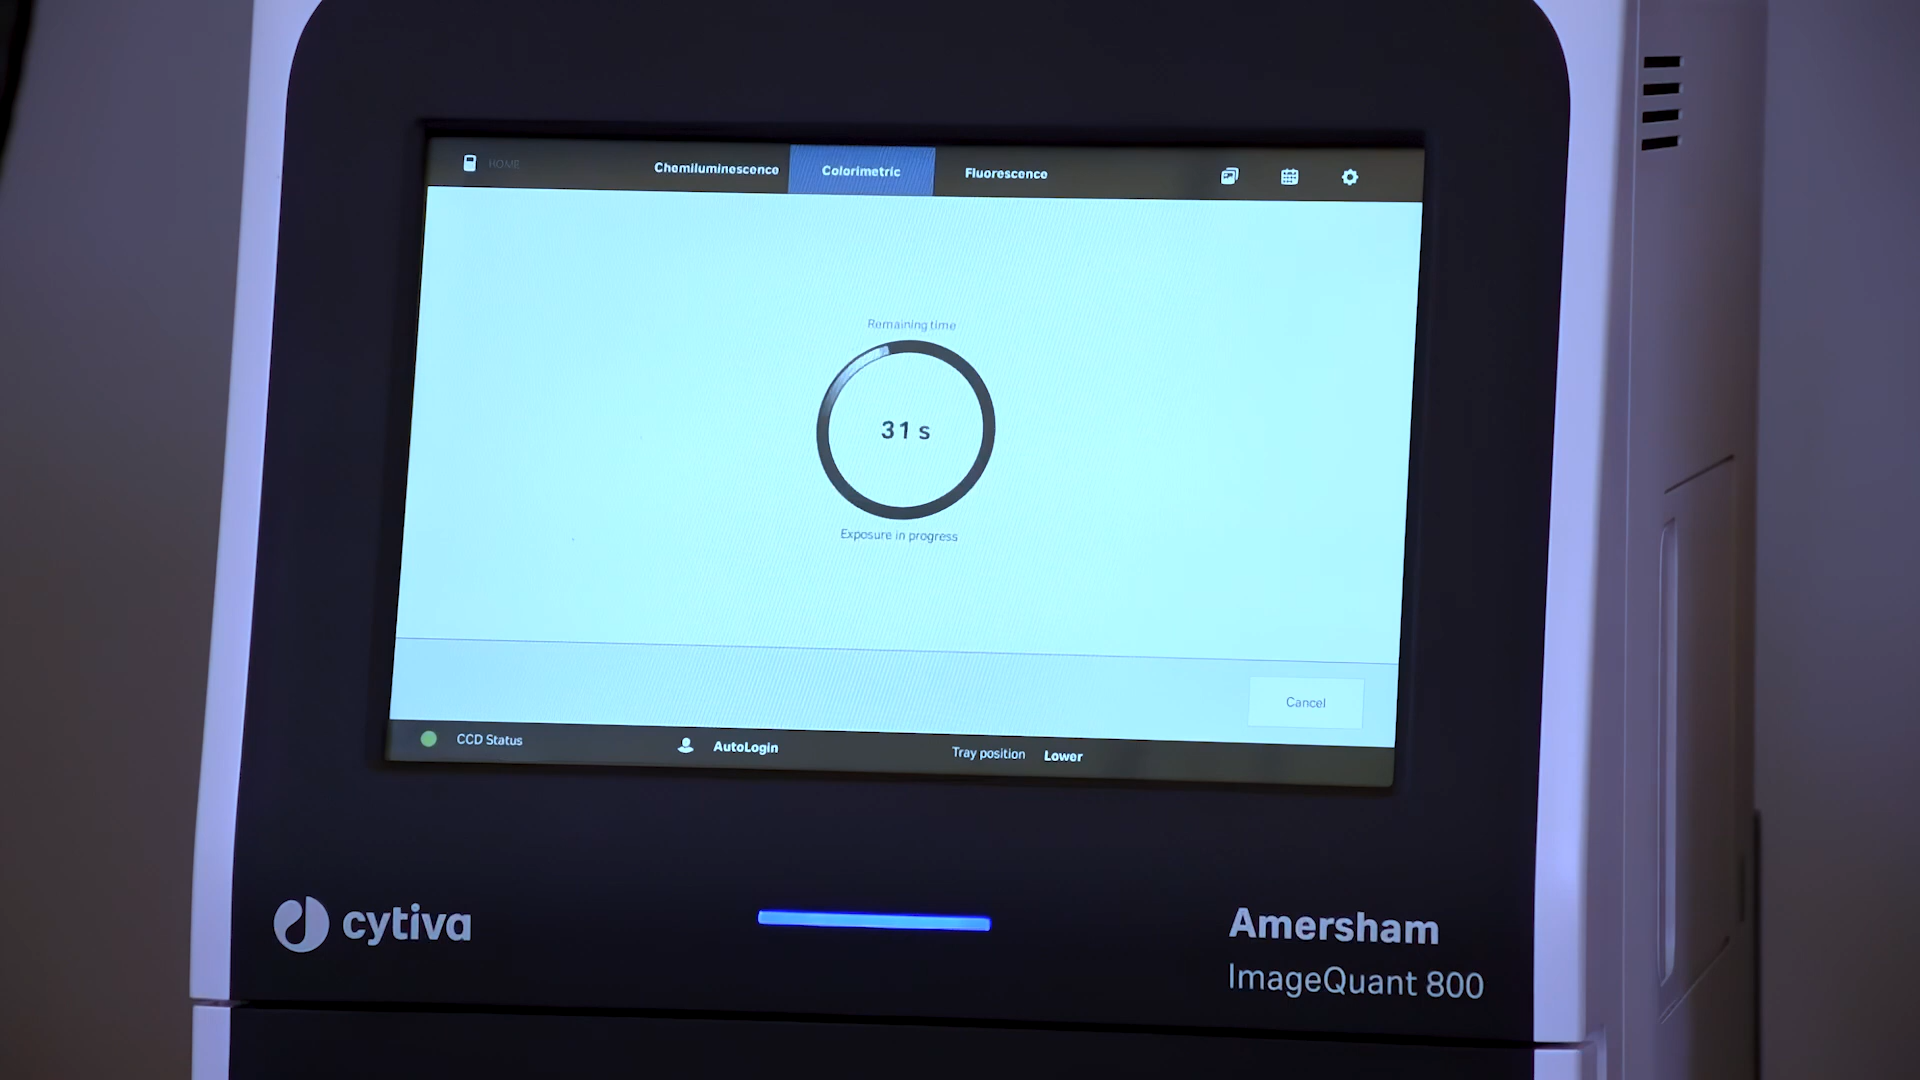 HOME
Chemiluminescence
Colorimetric
Fluorescence
Remaining time
31 s
Exposure in progress
Cancel
CCD Status
AutoLogin
Tray position Lower
cytiva
Amersham
ImageQuant 800